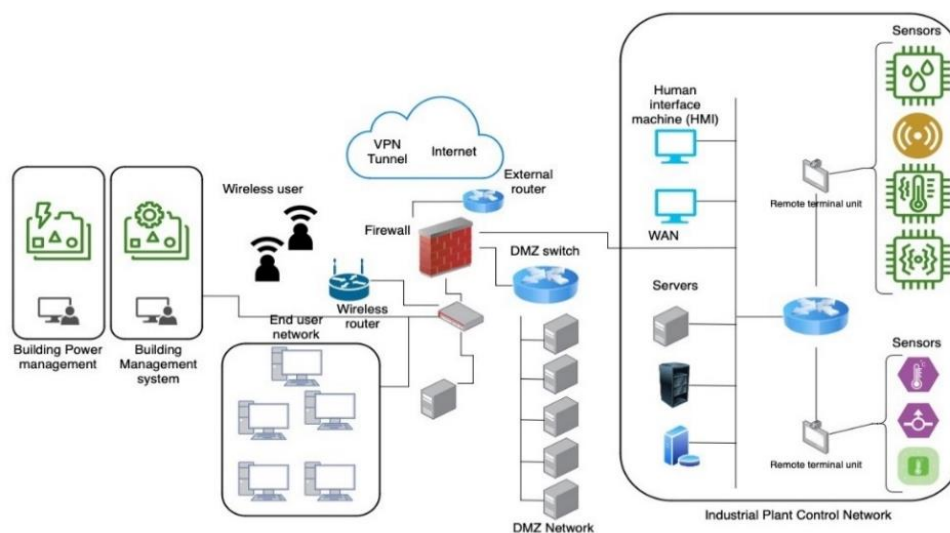 Sensors
Human
interface
machine (HMI)
VPN
Tunnel
Internet
External
router
Wireless user
Firewall
Remote terminal unit
WAN
DMZ switch
Servers
Wireless
router
End user
network
Building Power
management
Building
Management
system
Sensors
Remote terminal unit
DMZ Network
Industrial Plant Control Network